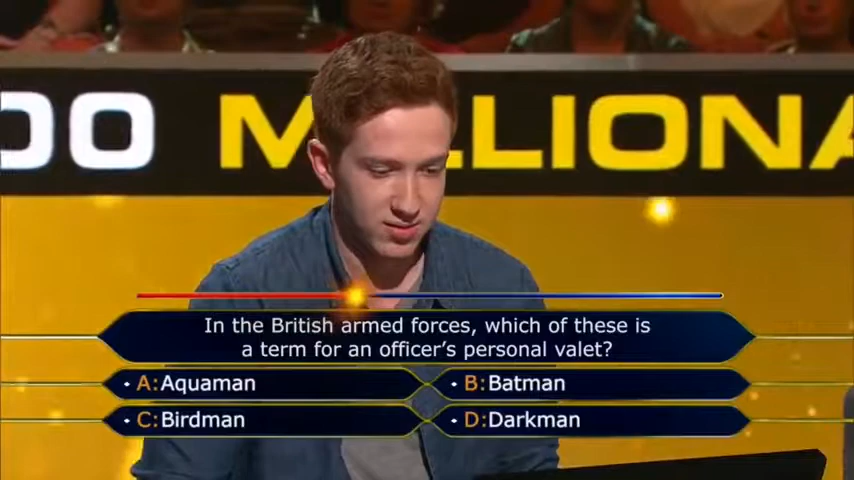 00 MILLIONA
In the British armed forces, which of these is
a term for an officer's personal valet?
A: Aquaman
B: Batman
C: Birdman
D: Darkman